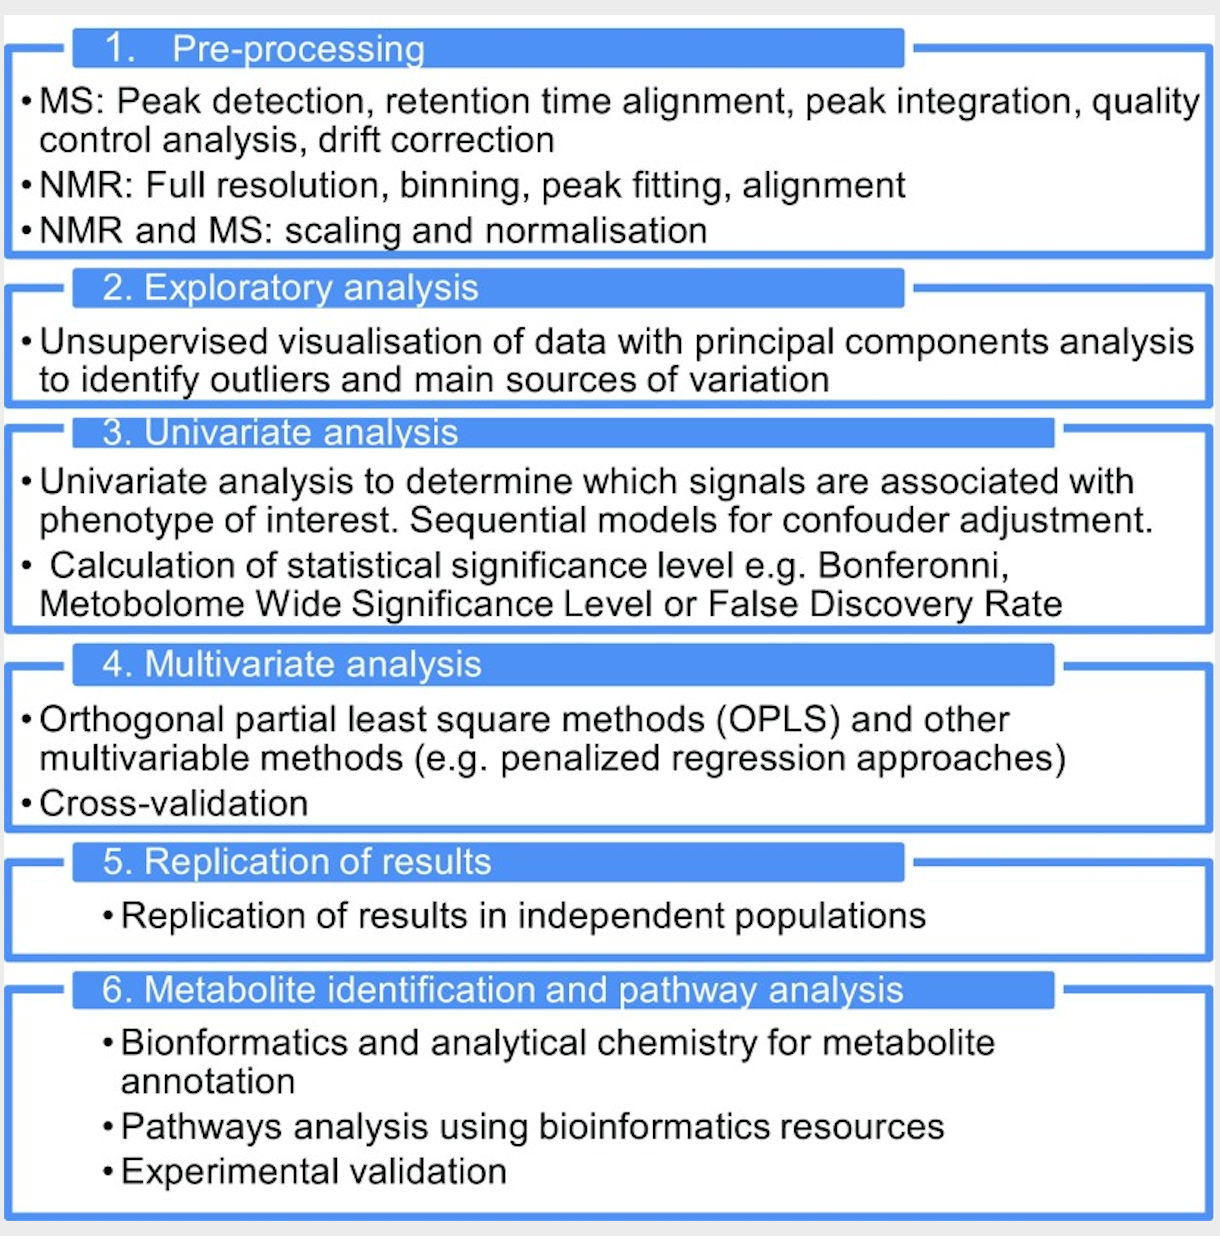 1. Pre-processing
• MS: Peak detection, retention time alignment, peak integration, quality
control analysis, drift correction
• NMR: Full resolution, binning, peak fitting, alignment
• NMR and MS: scaling and normalisation
2. Exploratory analysis
• Unsupervised visualisation of data with principal components analysis
to identify outliers and main sources of variation
3. Univariate analysis
• Univariate analysis to determine which signals are associated with
phenotype of interest. Sequential models for confouder adjustment.
• Calculation of statistical significance level e.g. Bonferonni,
Metobolome Wide Significance Level or False Discovery Rate
4. Multivariate analysis
• Orthogonal partial least square methods (OPLS) and other
multivariable methods (e.g. penalized regression approaches)
• Cross-validation
5. Replication of results
• Replication of results in independent populations
6. Metabolite identification and pathway analysis
• Bionformatics and analytical chemistry for metabolite
annotation
• Pathways analysis using bioinformatics resources
• Experimental validation